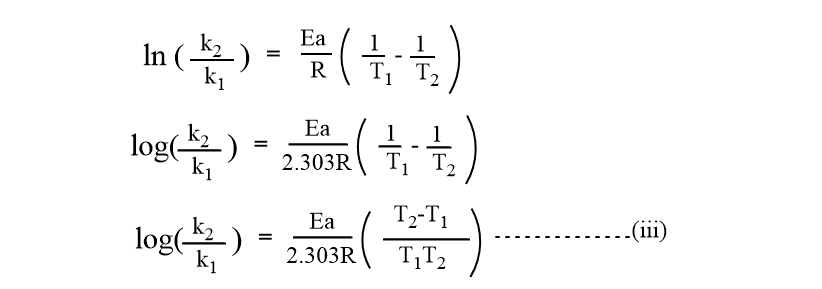 ln (k₂/k₁) = Ea/R (1/T₁ - 1/T₂)
log(k₂/k₁) = Ea/2.303R (1/T₁ - 1/T₂)
log(k₂/k₁) = Ea/2.303R (T₂-T₁/T₁T₂) --------------(iii)